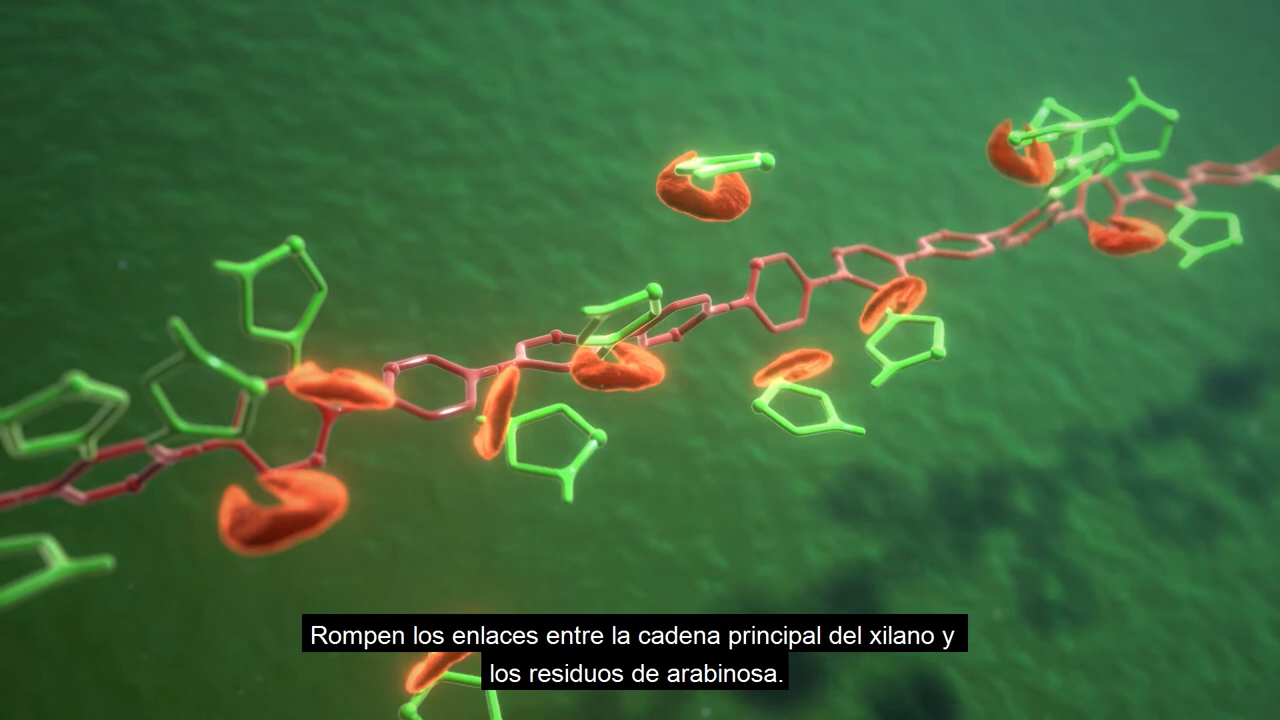 Rompen los enlaces entre la cadena principal del xilano y
los residuos de arabinosa.